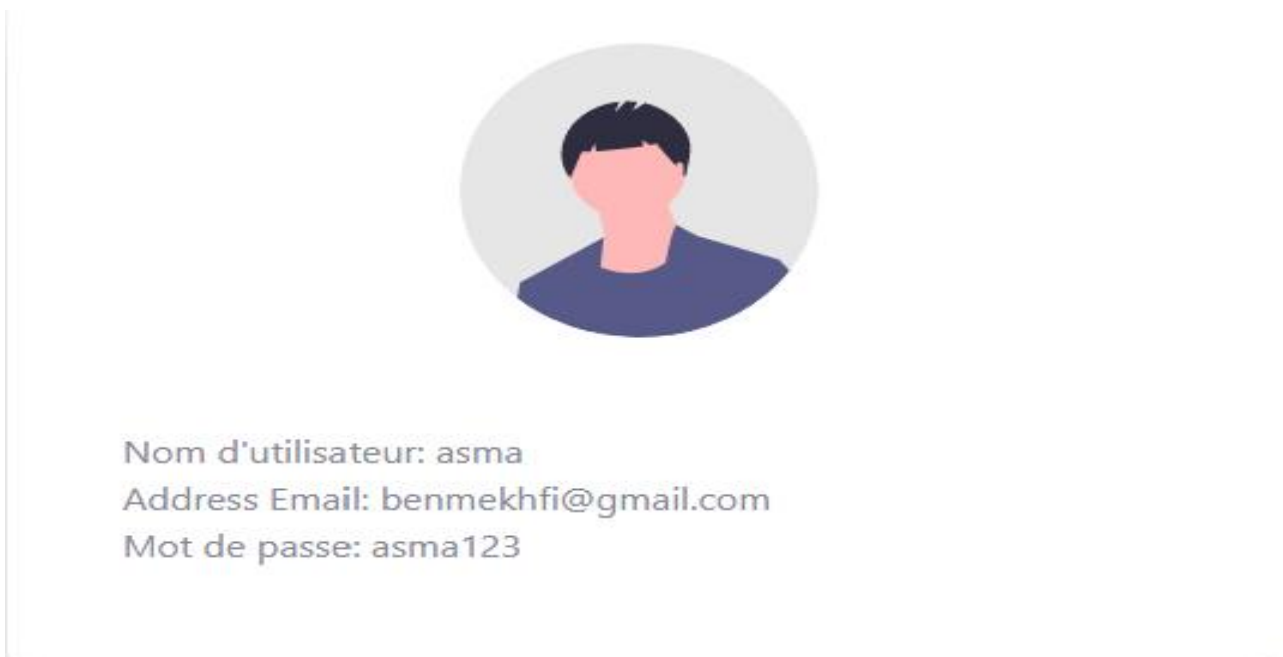 Nom d'utilisateur: asma
Address Email: benmekhfi@gmail.com
Mot de passe: asma123